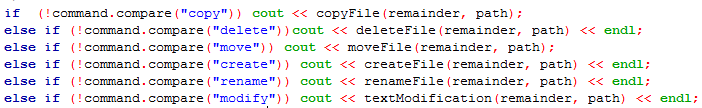 if  (!command.compare("copy")) cout << copyFile(remainder, path);
else if (!command.compare("delete"))cout << deleteFile(remainder, path) << endl;
else if (!command.compare("move")) cout << moveFile(remainder, path);
else if (!command.compare("create")) cout << createFile(remainder, path) << endl;
else if (!command.compare("rename")) cout << renameFile(remainder, path) << endl;
else if (!command.compare("modify")) cout << textModification(remainder, path) << endl;